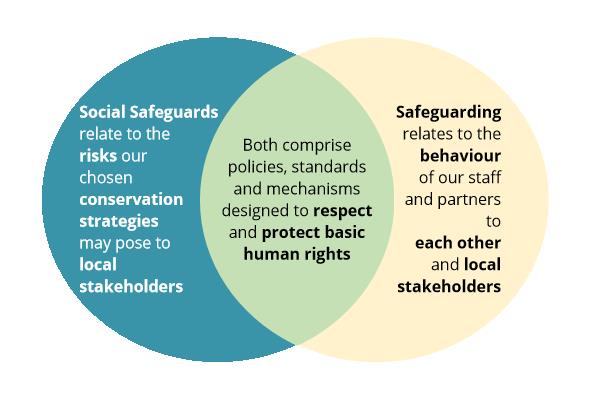 Social Safeguards
relate to the
risks our
chosen
conservation
strategies
may pose to
local
stakeholders
Both comprise
policies, standards
and mechanisms
designed to respect
and protect basic
human rights
Safeguarding
relates to the
behaviour
of our staff
and partners
to
each other
and local
stakeholders